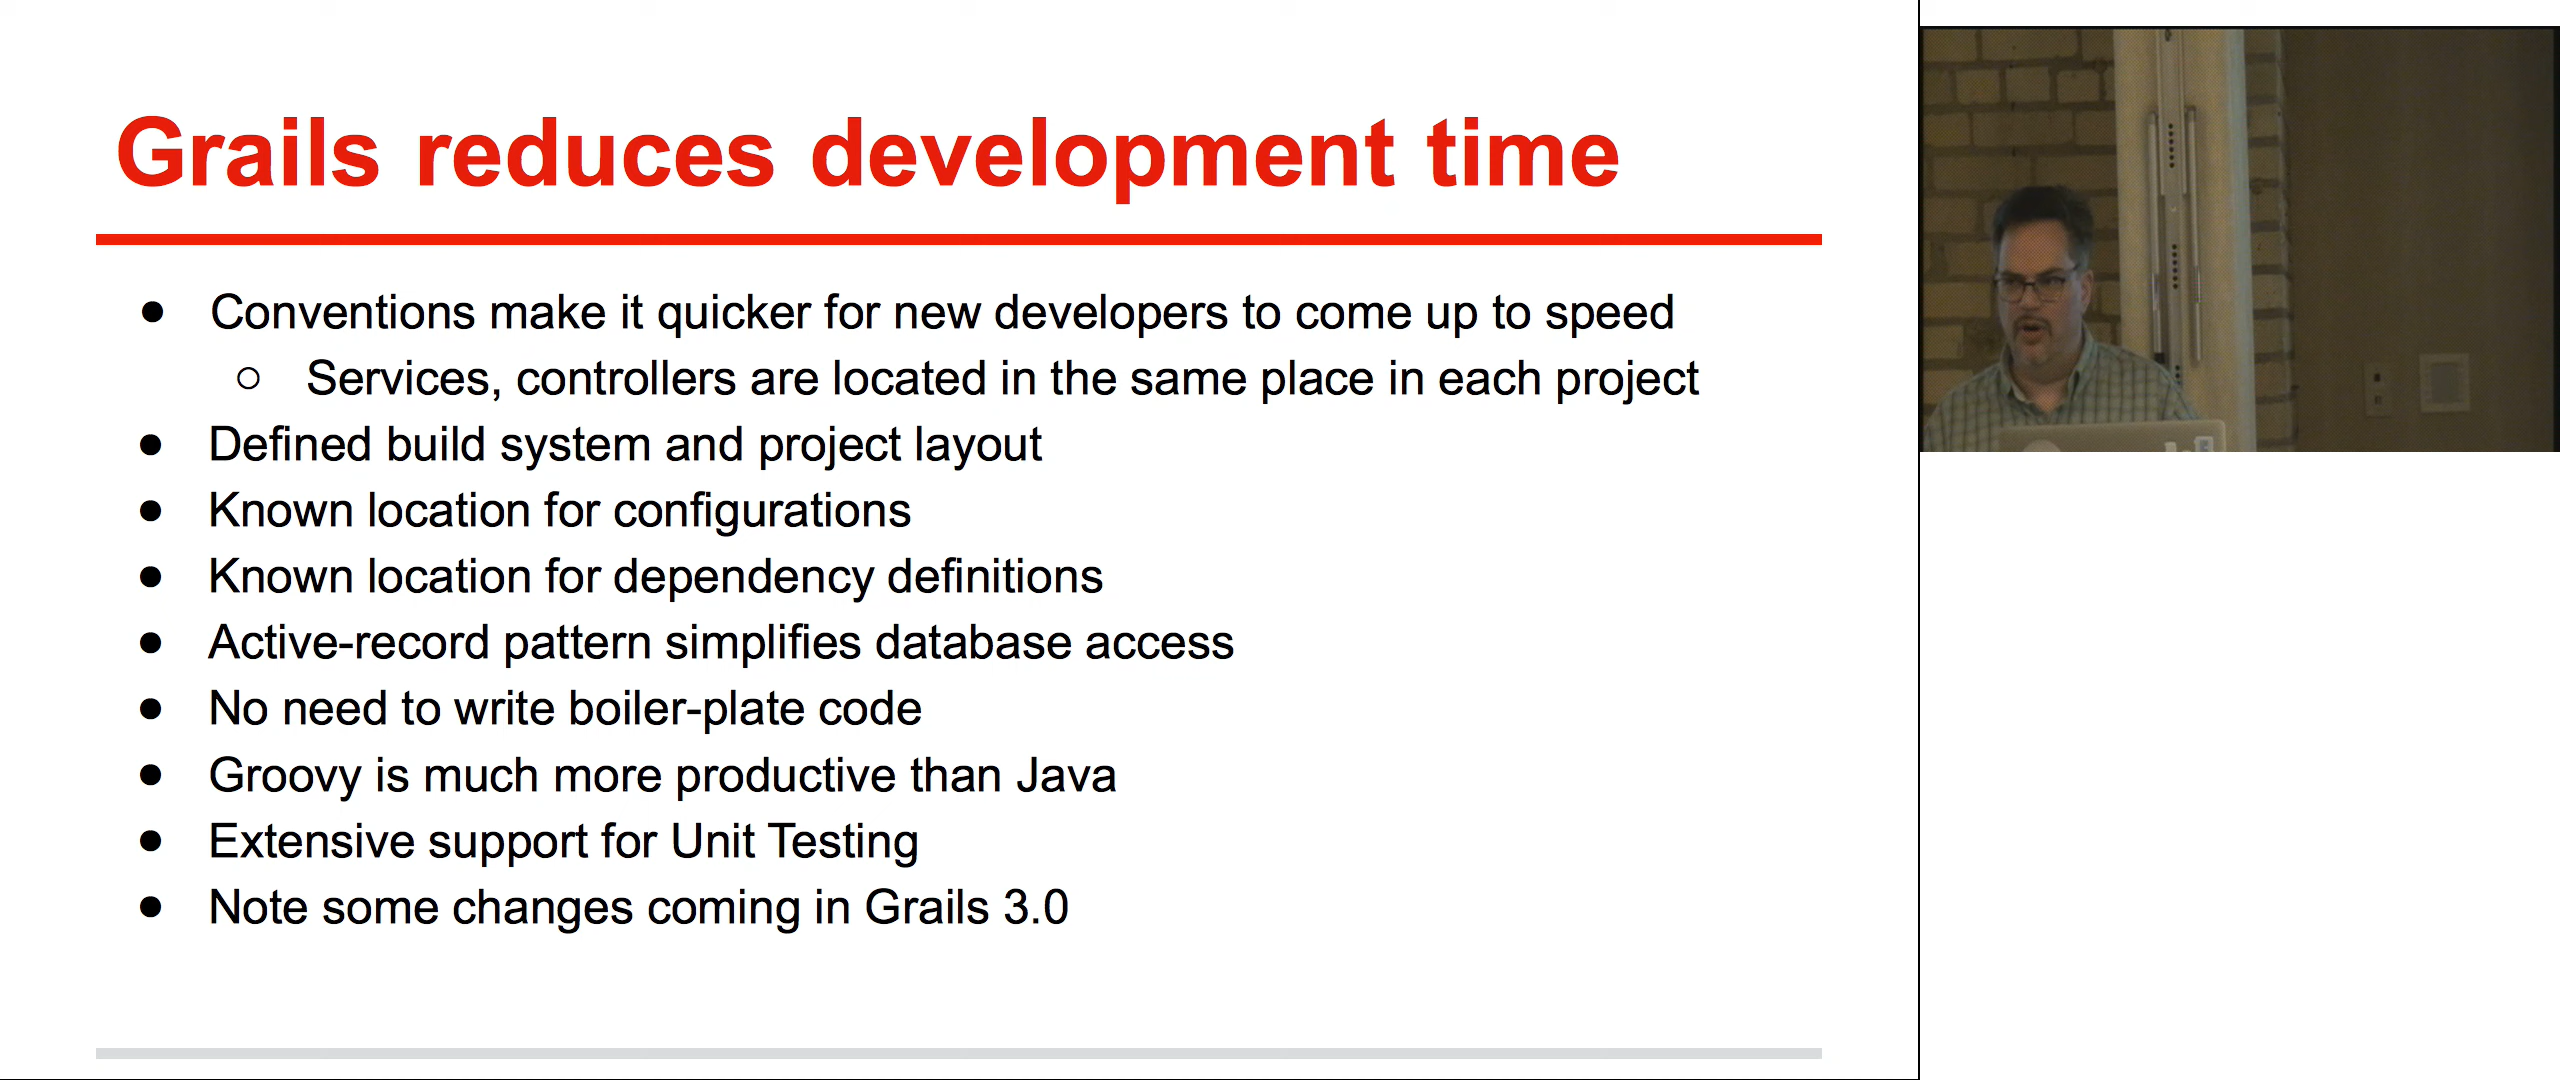 Grails reduces development time
● Conventions make it quicker for new developers to come up to speed
○ Services, controllers are located in the same place in each project
● Defined build system and project layout
● Known location for configurations
● Known location for dependency definitions
● Active-record pattern simplifies database access
● No need to write boiler-plate code
● Groovy is much more productive than Java
● Extensive support for Unit Testing
● Note some changes coming in Grails 3.0